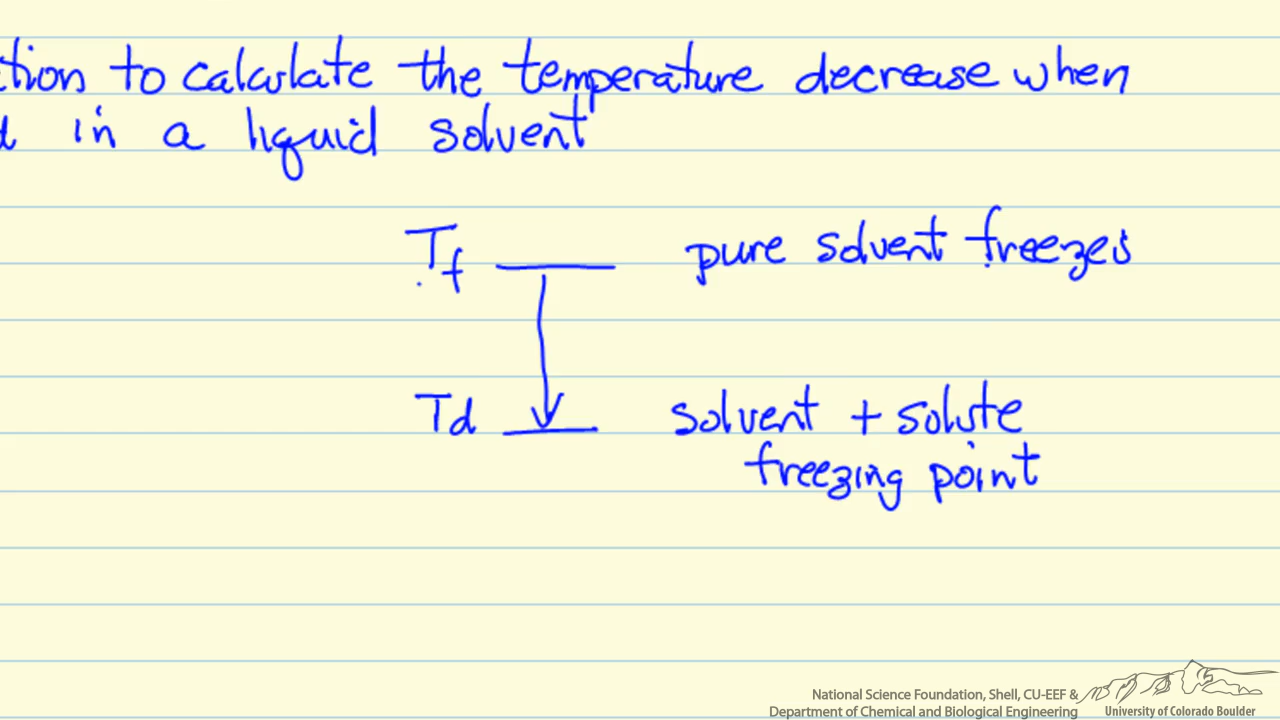 tion to calculate the temperature decrease when
in a liquid solvent
Tf pure solvent freezes
Td solvent + solute
freezing point
National Science Foundation, Shell, CU-EEF &
Department of Chemical and Biological Engineering
University of Colorado Boulder